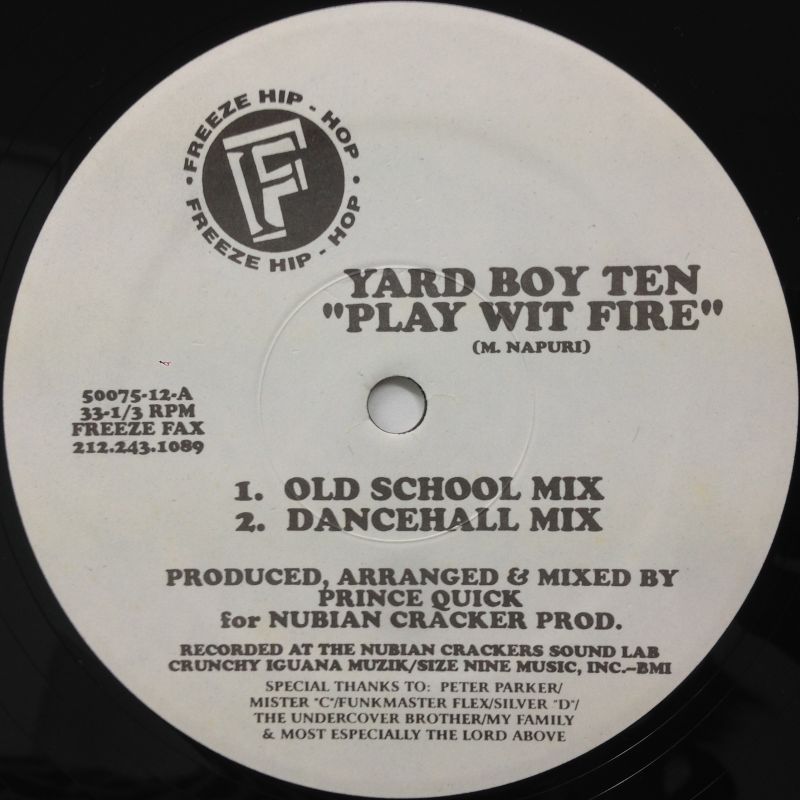 • FREEZE HIP - HOP •
FREEZE HIP - HOP
F
YARD BOY TEN
"PLAY WIT FIRE"
(M. NAPURI)
50075-12-A
33-1/3 RPM
FREEZE FAX
212.243.1089
1. OLD SCHOOL MIX
2. DANCEHALL MIX
PRODUCED, ARRANGED & MIXED BY
PRINCE QUICK
for NUBIAN CRACKER PROD.
RECORDED AT THE NUBIAN CRACKERS SOUND LAB
CRUNCHY IGUANA MUZIK/SIZE NINE MUSIC, INC.–BMI
SPECIAL THANKS TO: PETER PARKER/
MISTER "C"/FUNKMASTER FLEX/SILVER "D"/
THE UNDERCOVER BROTHER/MY FAMILY
& MOST ESPECIALLY THE LORD ABOVE